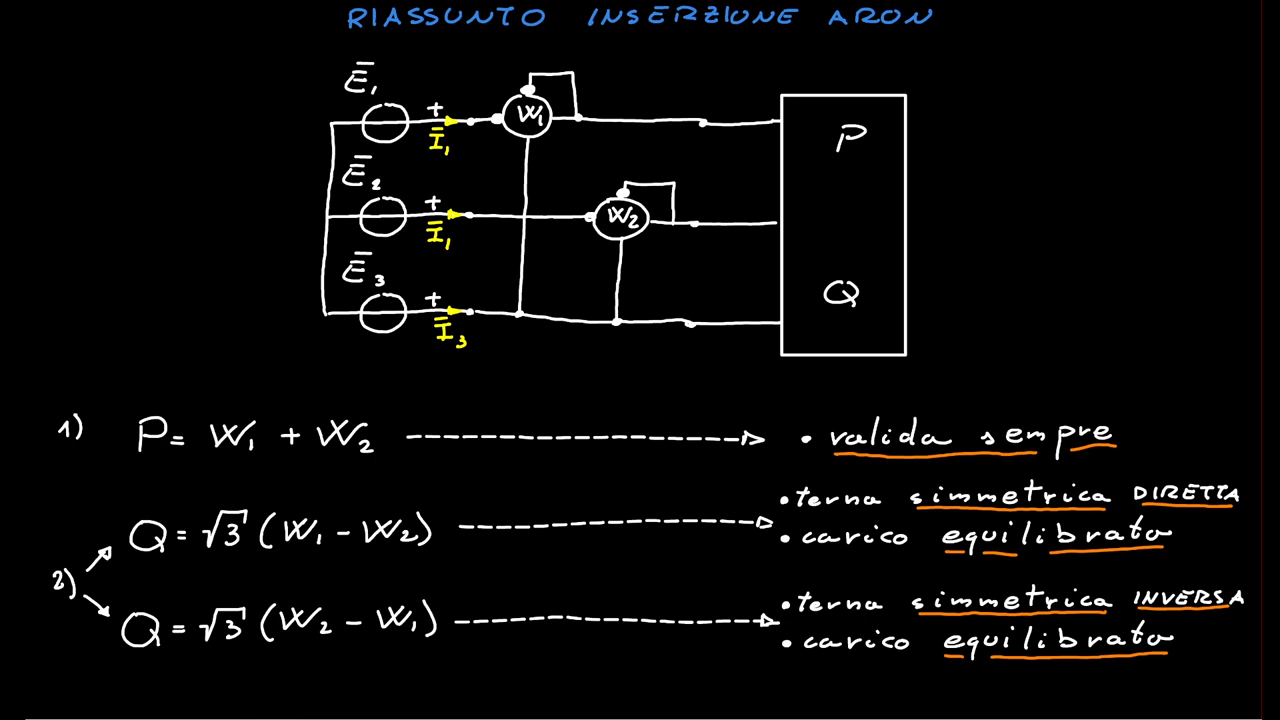 RIASSUNTO INSERZIONE ARON
Ē₁
+
Ī₁
W₁
P
Ē₂
+
Ī₁
W₂
Ē₃
+
Ī₃
Q
1) P = W₁ + W₂ • valida sempre
2)
Q = √3 (W₁ - W₂) • terna simmetrica DIRETTA
• carico equilibrato
Q = √3 (W₂ - W₁) • terna simmetrica INVERSA
• carico equilibrato